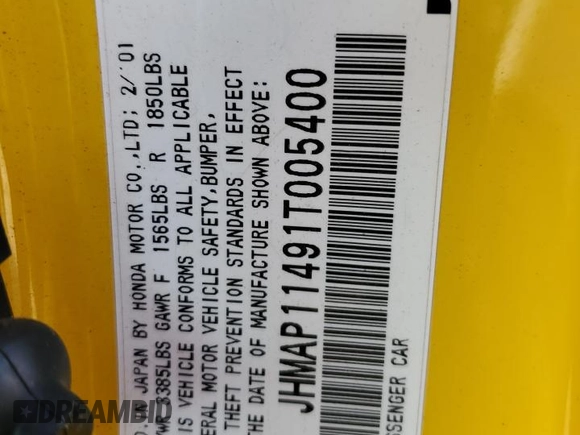 D. JAPAN BY HONDA MOTOR CO.,LTD; 2/'01
3385LBS GAWR F 1565LBS R 1850LBS
IS VEHICLE CONFORMS TO ALL APPLICABLE
ERAL MOTOR VEHICLE SAFETY,BUMPER,
THEFT PREVENTION STANDARDS IN EFFECT
THE DATE OF MANUFACTURE SHOWN ABOVE:
JHMAP11491T005400
SSENGER CAR
DREAMBID